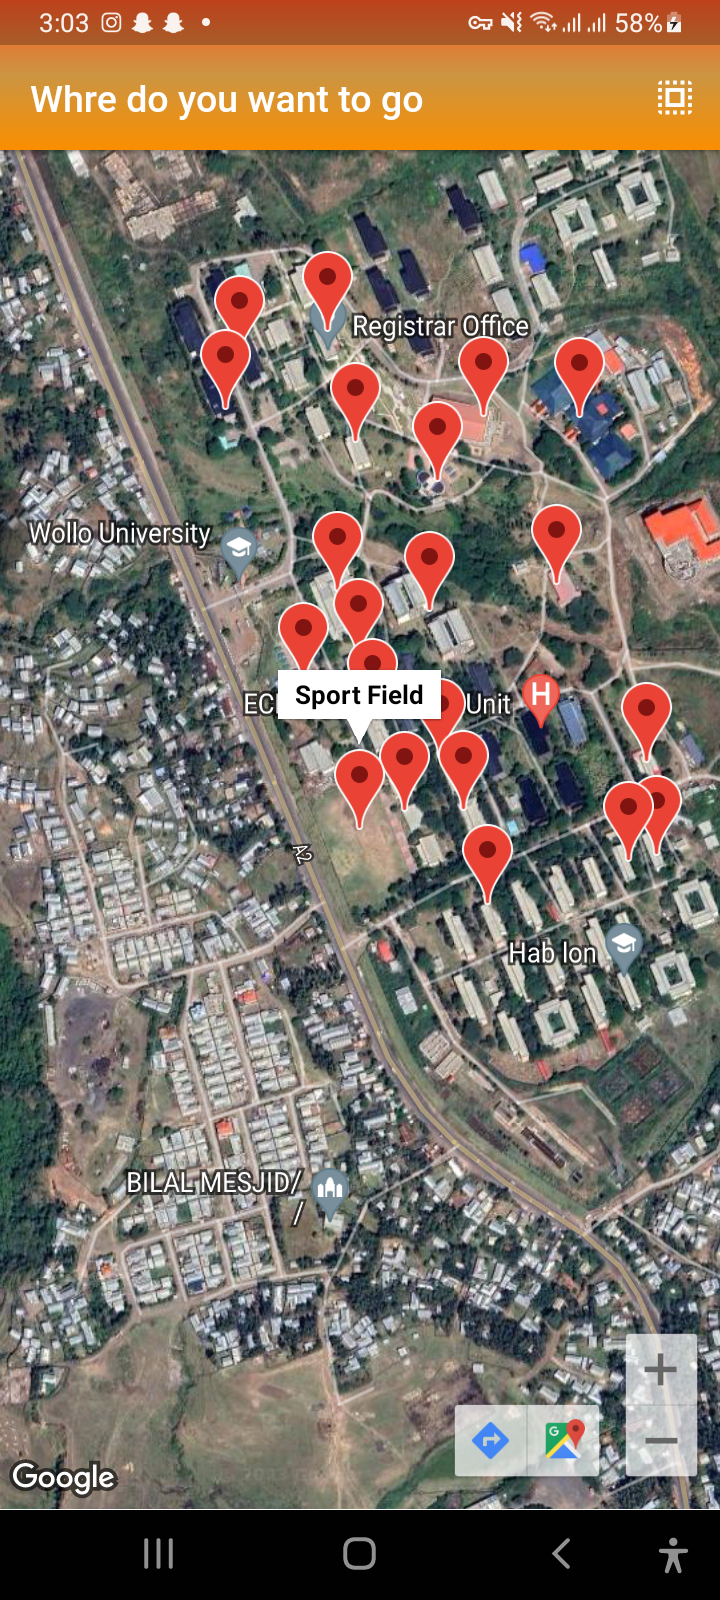 3:03
58%
Whre do you want to go
Registrar Office
Wollo University
Sport Field
EC
Unit
H
A2
Hab lon
BILAL MESJID/
/
G
Google